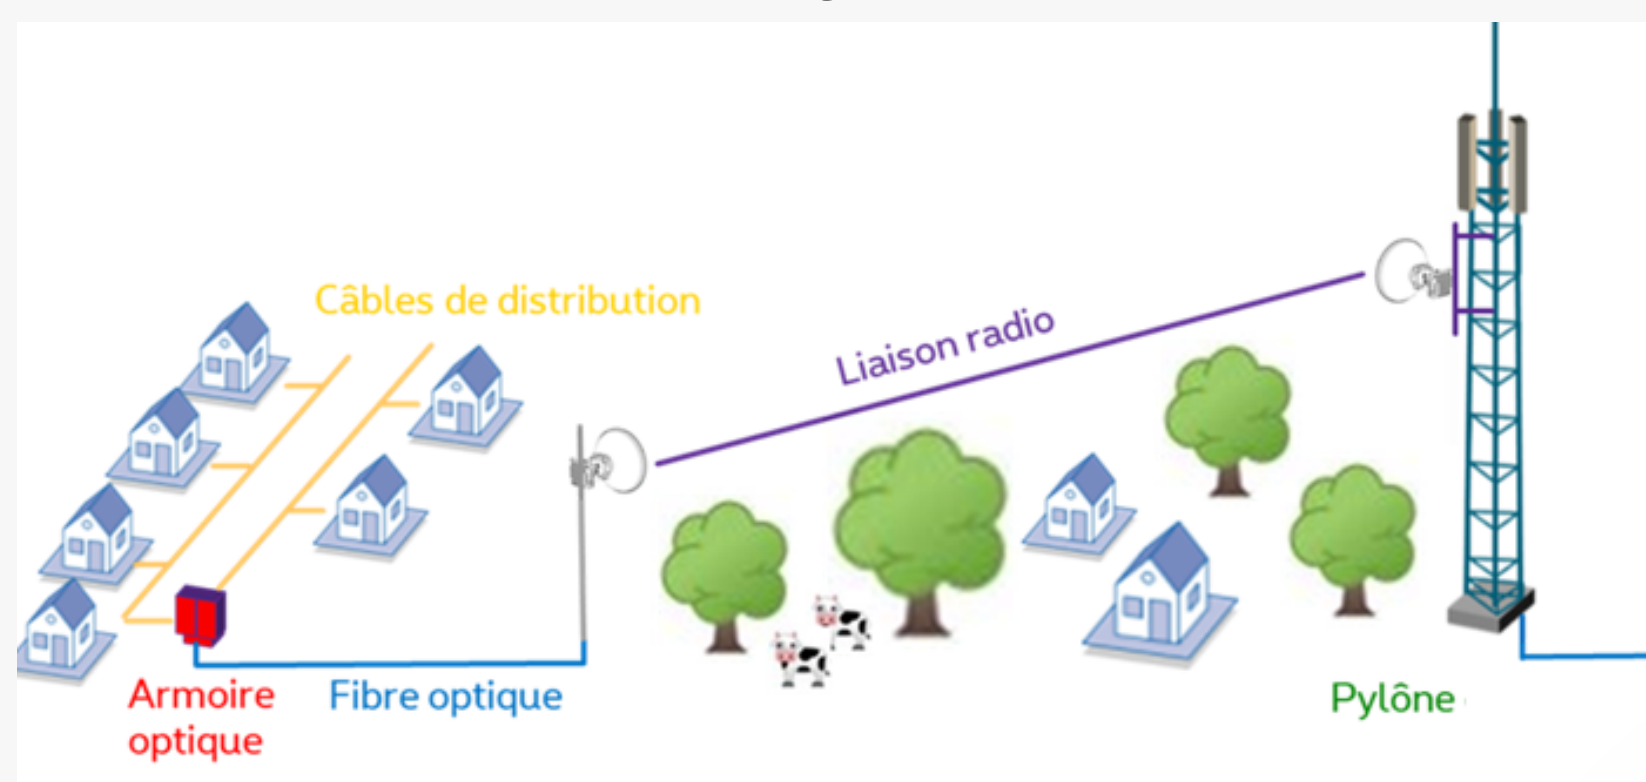 Câbles de distribution
Liaison radio
Armoire
optique
Fibre optique
Pylône